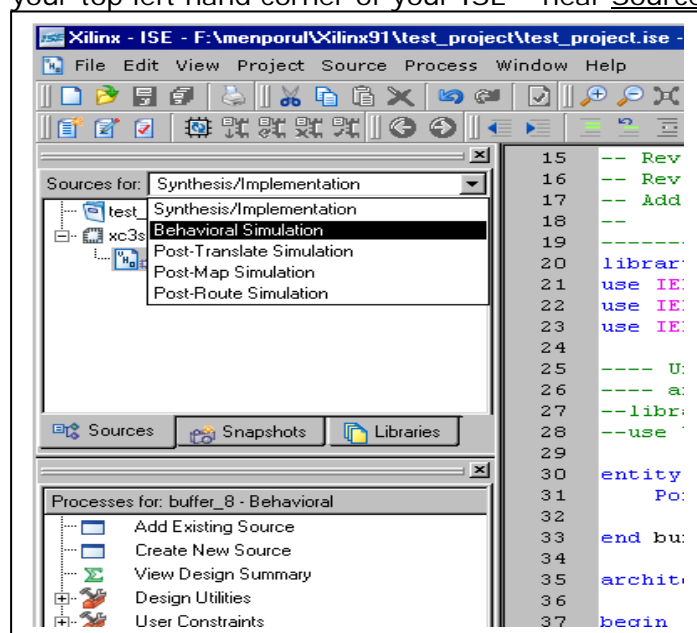 your top left hand corner of your ISE – near Source
Xilinx - ISE - F:\menporul\Xilinx91\test_project\test_project.ise -
File Edit View Project Source Process Window Help
Sources for: Synthesis/Implementation
Synthesis/Implementation
Behavioral Simulation
Post-Translate Simulation
Post-Map Simulation
Post-Route Simulation
test_
xc3s
Sources Snapshots Libraries
Processes for: buffer_8 - Behavioral
Add Existing Source
Create New Source
View Design Summary
Design Utilities
User Constraints
15 -- Rev
16 -- Rev
17 -- Add
18 --
19 -------
20 librar
21 use IE
22 use IE
23 use IE
24
25 ---- U
26 ---- a
27 --libr
28 --use
29
30 entity
31 Po
32
33 end bu
34
35 archit
36
37 begin